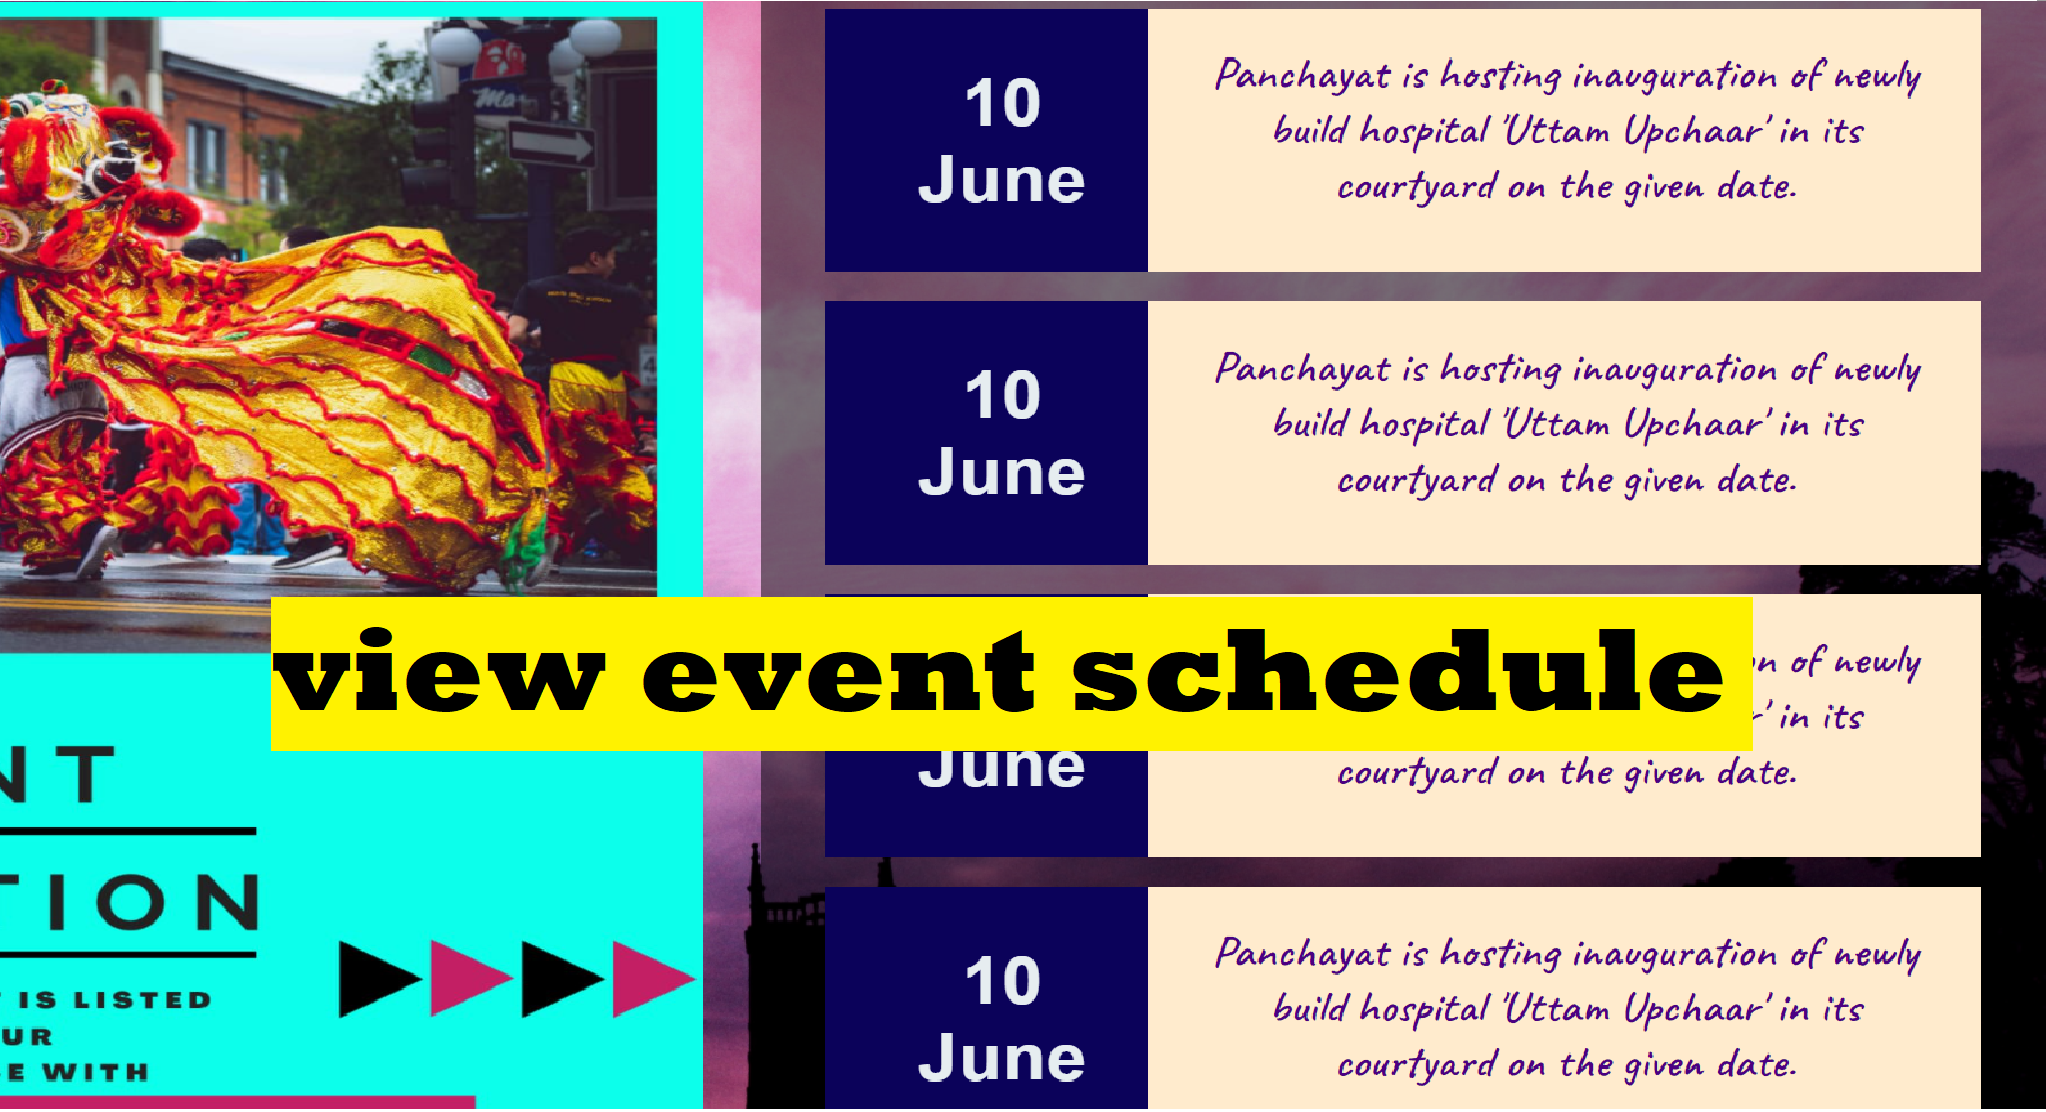 Ma
NT
TION
T IS LISTED
UR
E WITH
10
June
Panchayat is hosting inauguration of newly
build hospital 'Uttam Upchaar' in its
courtyard on the given date.
10
June
Panchayat is hosting inauguration of newly
build hospital 'Uttam Upchaar' in its
courtyard on the given date.
view event schedule
n of newly
r' in its
June
courtyard on the given date.
10
June
Panchayat is hosting inauguration of newly
build hospital 'Uttam Upchaar' in its
courtyard on the given date.